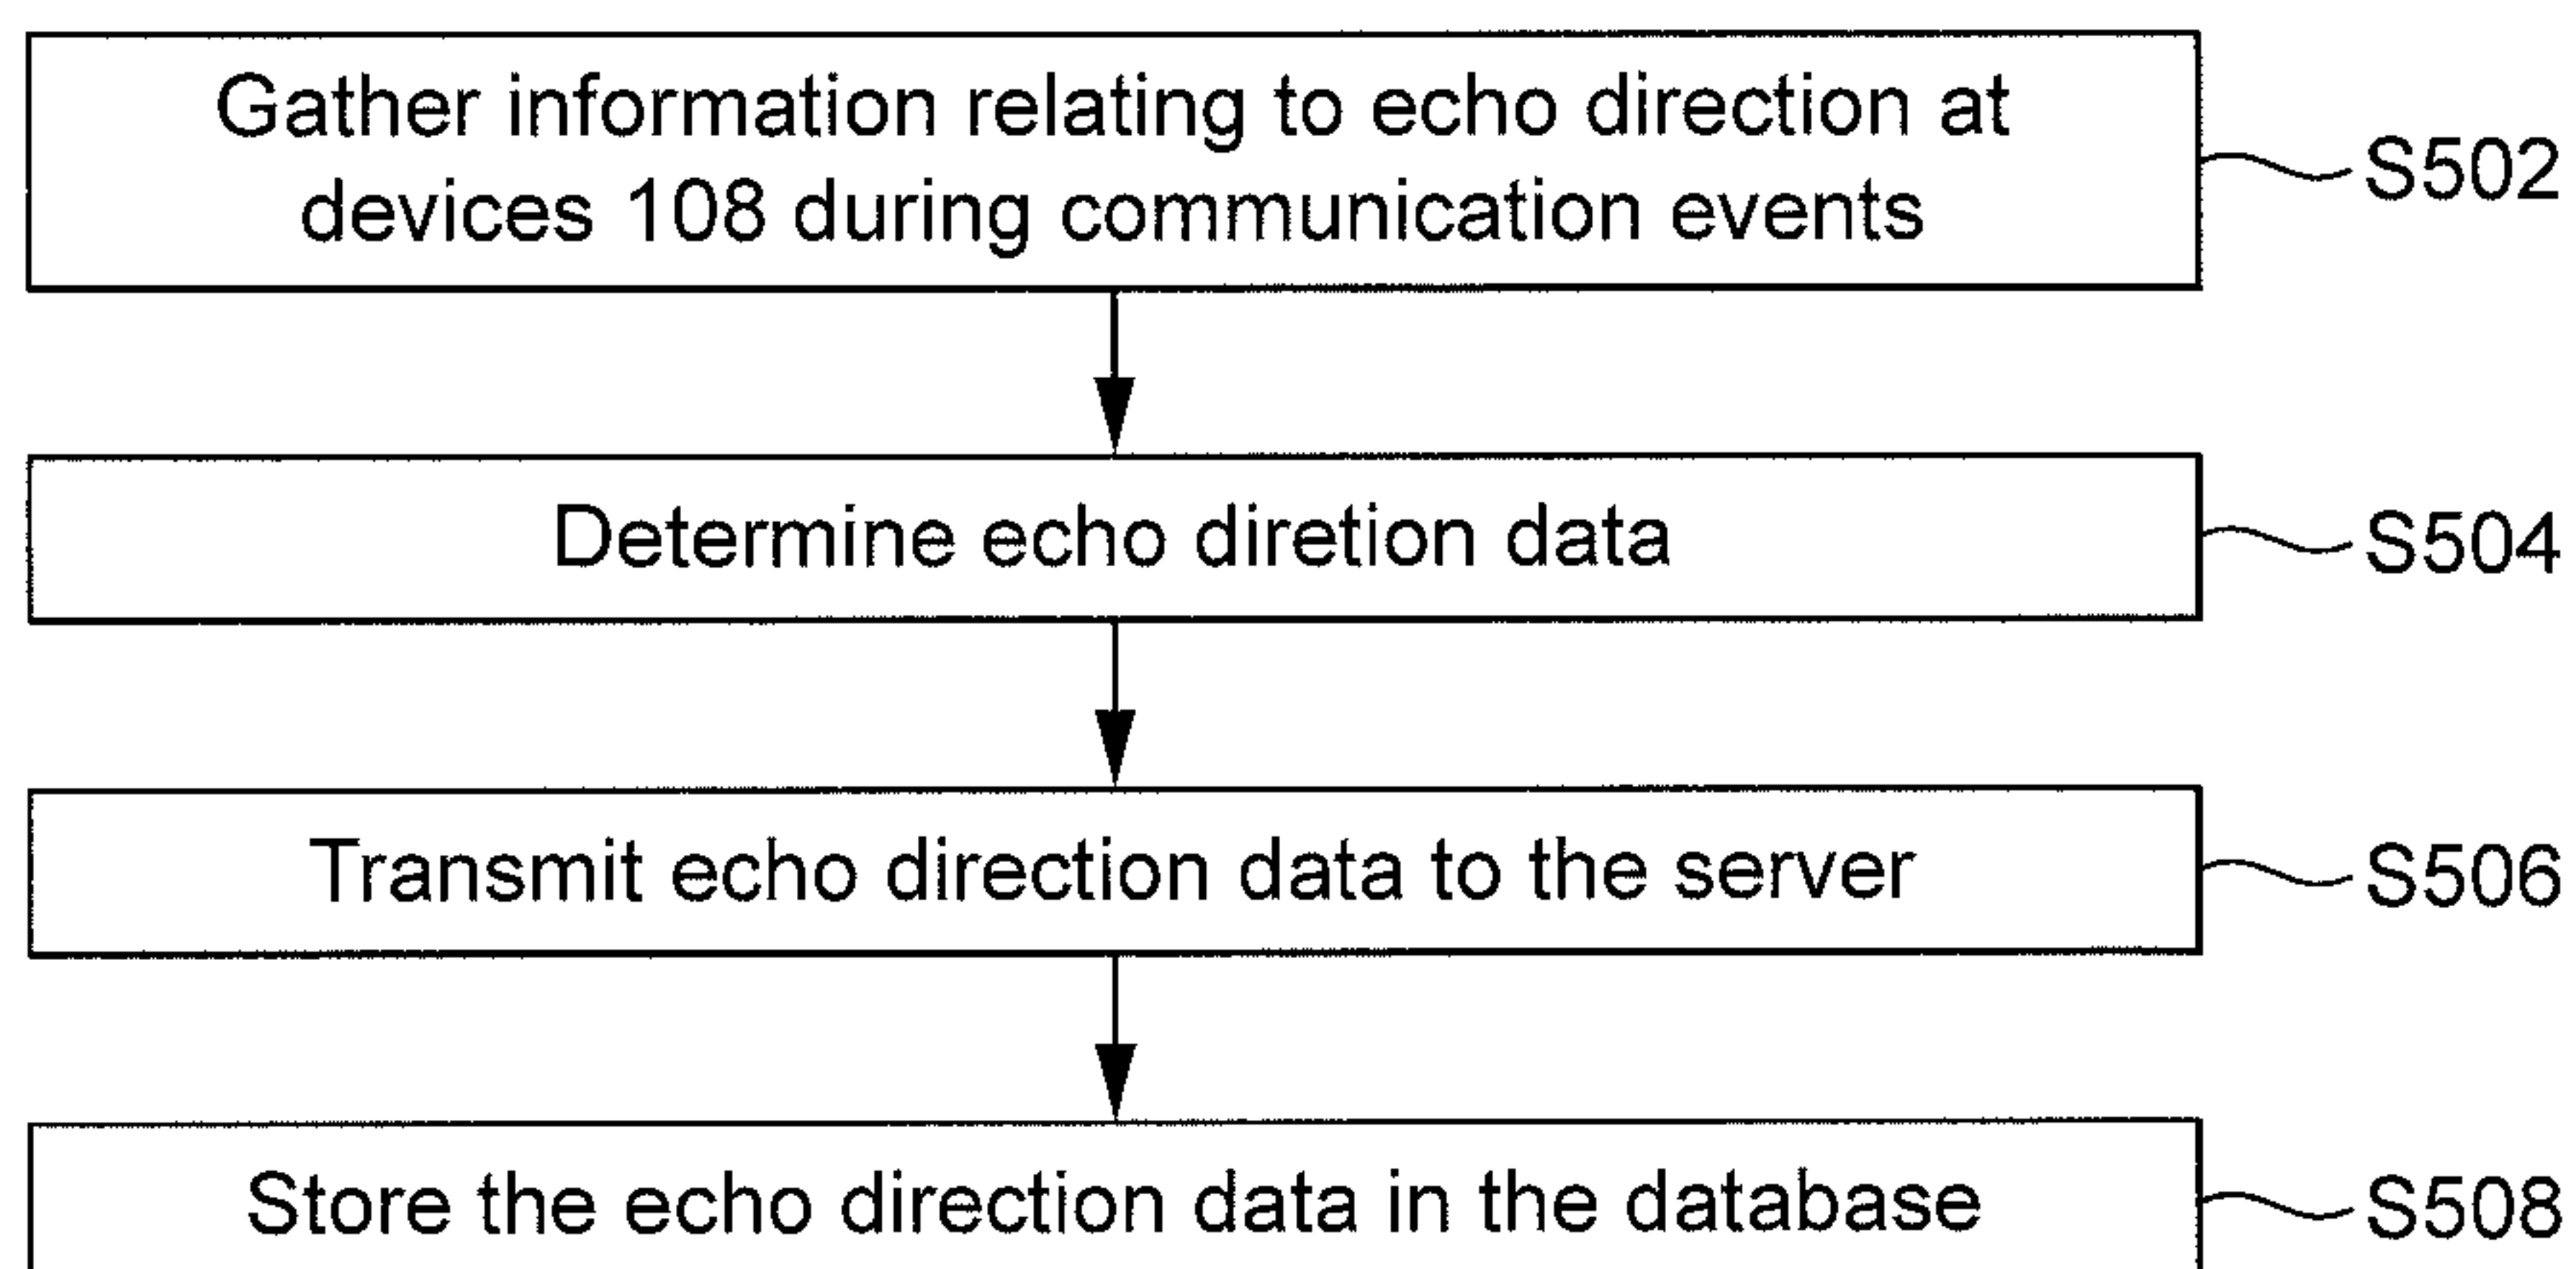 Gather information relating to echo direction at
devices 108 during communication events
S502
Determine echo diretion data
S504
Transmit echo direction data to the server
S506
Store the echo direction data in the database
S508